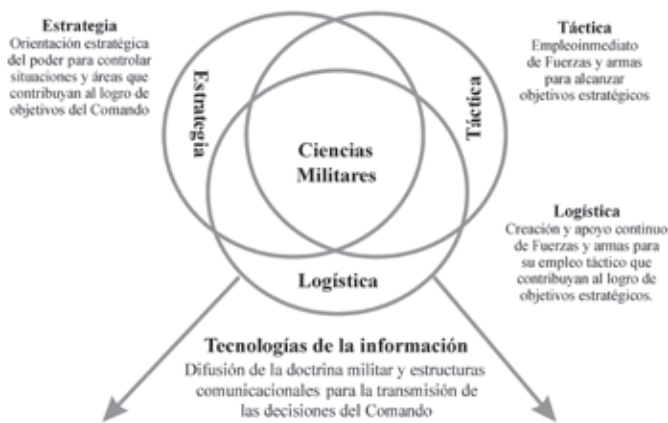 Estrategia
Orientación estratégica
del poder para controlar
situaciones y áreas que
contribuyan al logro de
objetivos del Comando
Táctica
Empleoinmediato
de Fuerzas y armas
para alcanzar
objetivos estratégicos
Estrategia
Táctica
Ciencias
Militares
Logística
Logística
Creación y apoyo continuo
de Fuerzas y armas para
su empleo táctico que
contribuyan al logro de
objetivos estratégicos.
Tecnologías de la información
Difusión de la doctrina militar y estructuras
comunicacionales para la transmisión de
las decisiones del Comando